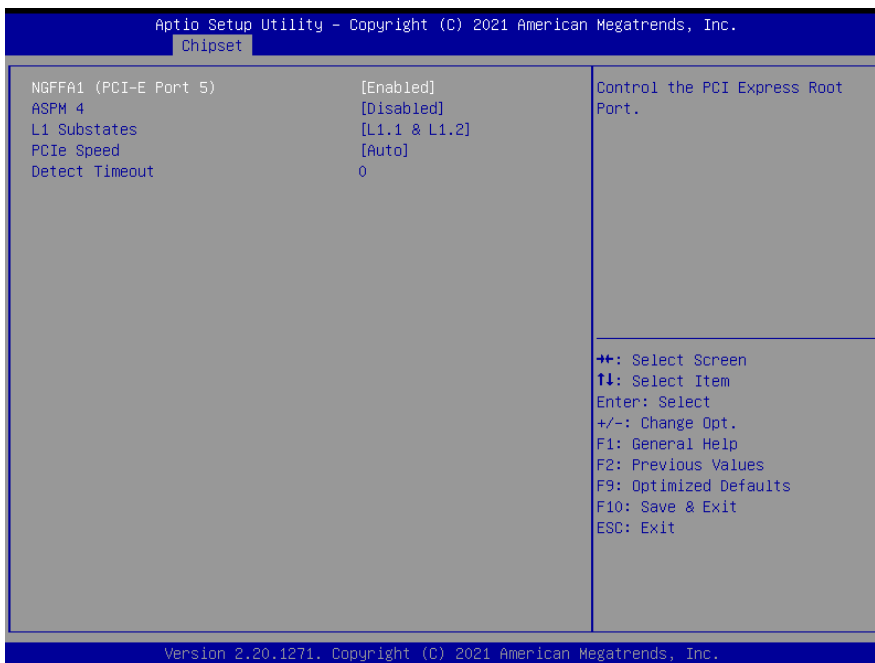 Aptio Setup Utility – Copyright (C) 2021 American Megatrends, Inc.
Chipset
NGFFA1 (PCI-E Port 5) [Enabled]
ASPM 4 [Disabled]
L1 Substates [L1.1 & L1.2]
PCIe Speed [Auto]
Detect Timeout 0
Control the PCI Express Root
Port.
→←: Select Screen
↑↓: Select Item
Enter: Select
+/-: Change Opt.
F1: General Help
F2: Previous Values
F9: Optimized Defaults
F10: Save & Exit
ESC: Exit
Version 2.20.1271. Copyright (C) 2021 American Megatrends, Inc.